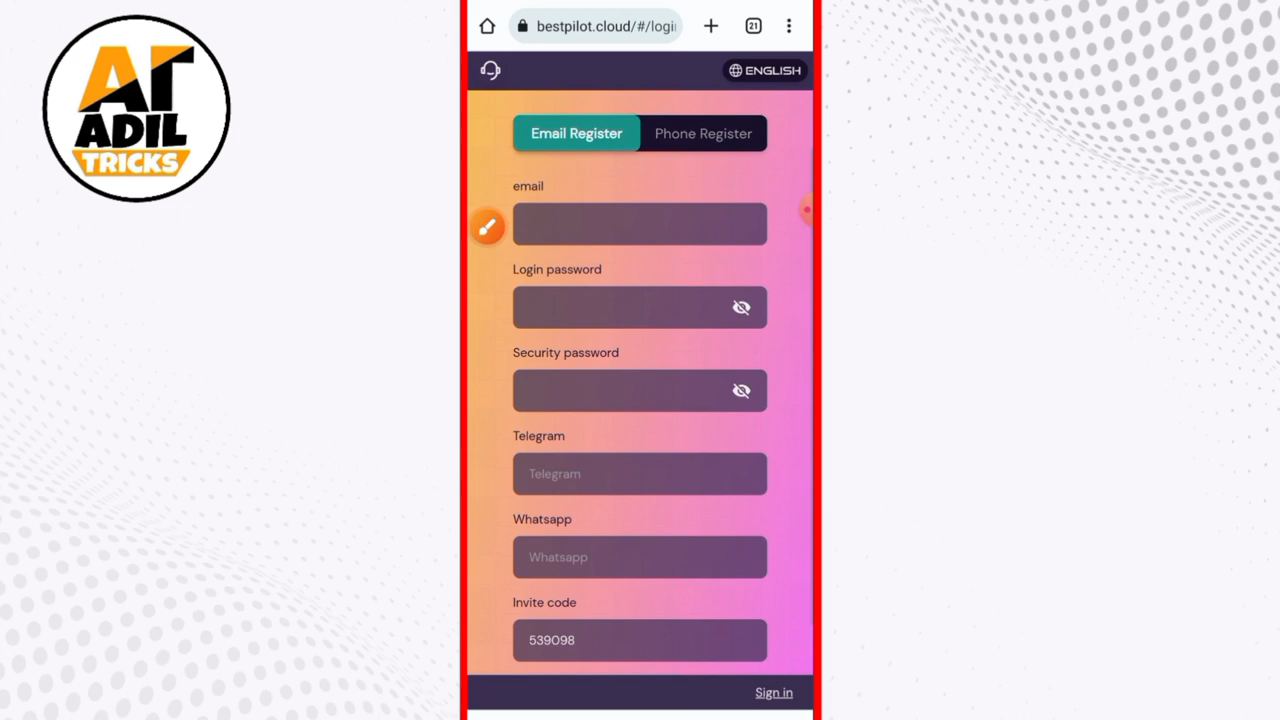 AT
ADIL
TRICKS
bestpilot.cloud/#/logi
21
ENGLISH
Email Register
Phone Register
email
Login password
Security password
Telegram
Telegram
Whatsapp
Whatsapp
Invite code
539098
Sign in